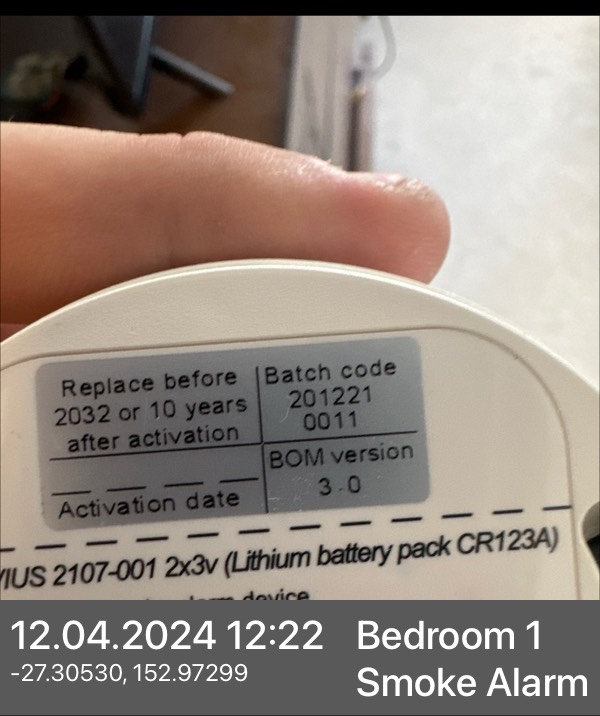 Replace before
2032 or 10 years
after activation
Activation date
Batch code
201221
0011
BOM version
3.0
2107-001 2x3v (Lithium battery pack CR123A)
device
12.04.2024 12:22
-27.30530, 152.97299
Bedroom 1
Smoke Alarm